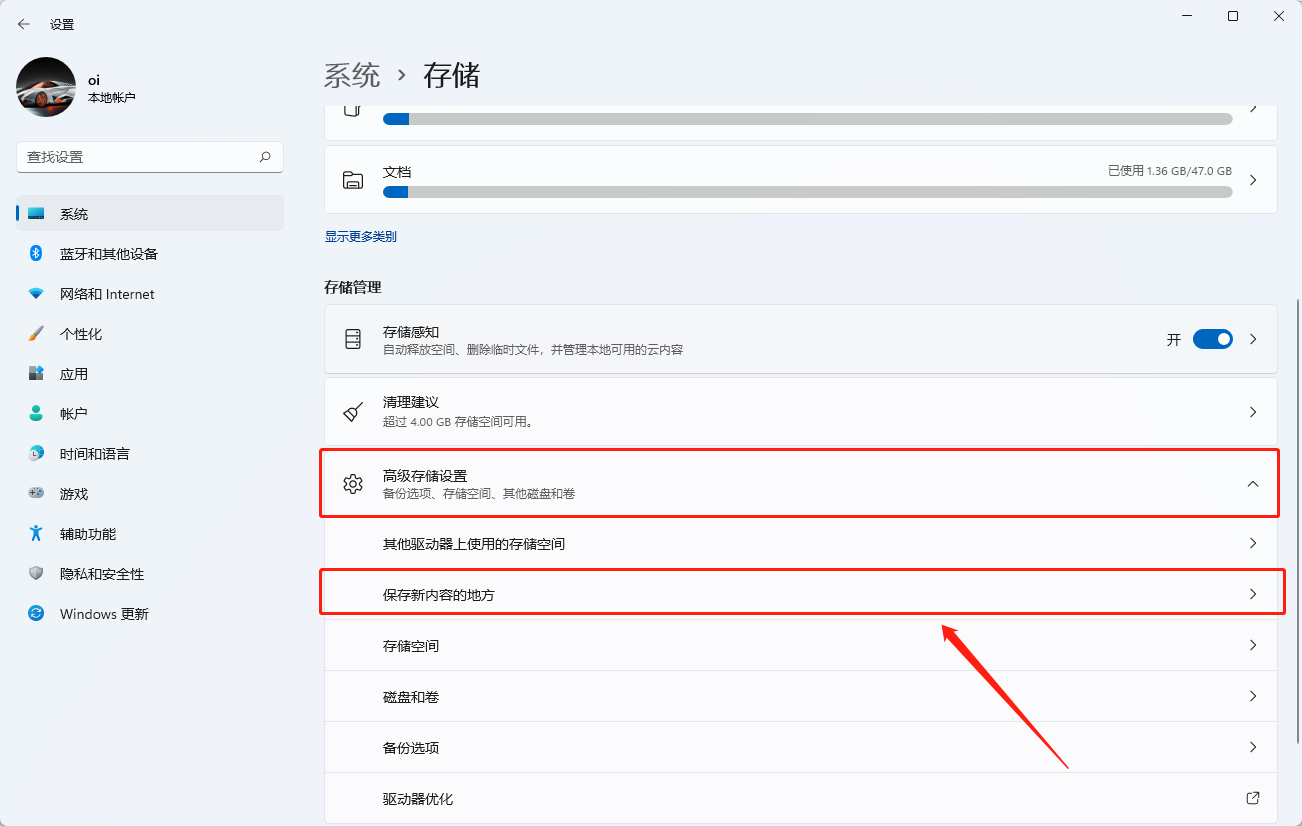 设置
oi
本地帐户
查找设置
系统
蓝牙和其他设备
网络和 Internet
个性化
应用
帐户
时间和语言
游戏
辅助功能
隐私和安全性
Windows 更新
系统 › 存储
文档
已使用 1.36 GB/47.0 GB
显示更多类别
存储管理
存储感知
自动释放空间、删除临时文件，并管理本地可用的云内容
开
清理建议
超过 4.00 GB 存储空间可用。
高级存储设置
备份选项、存储空间、其他磁盘和卷
其他驱动器上使用的存储空间
保存新内容的地方
存储空间
磁盘和卷
备份选项
驱动器优化